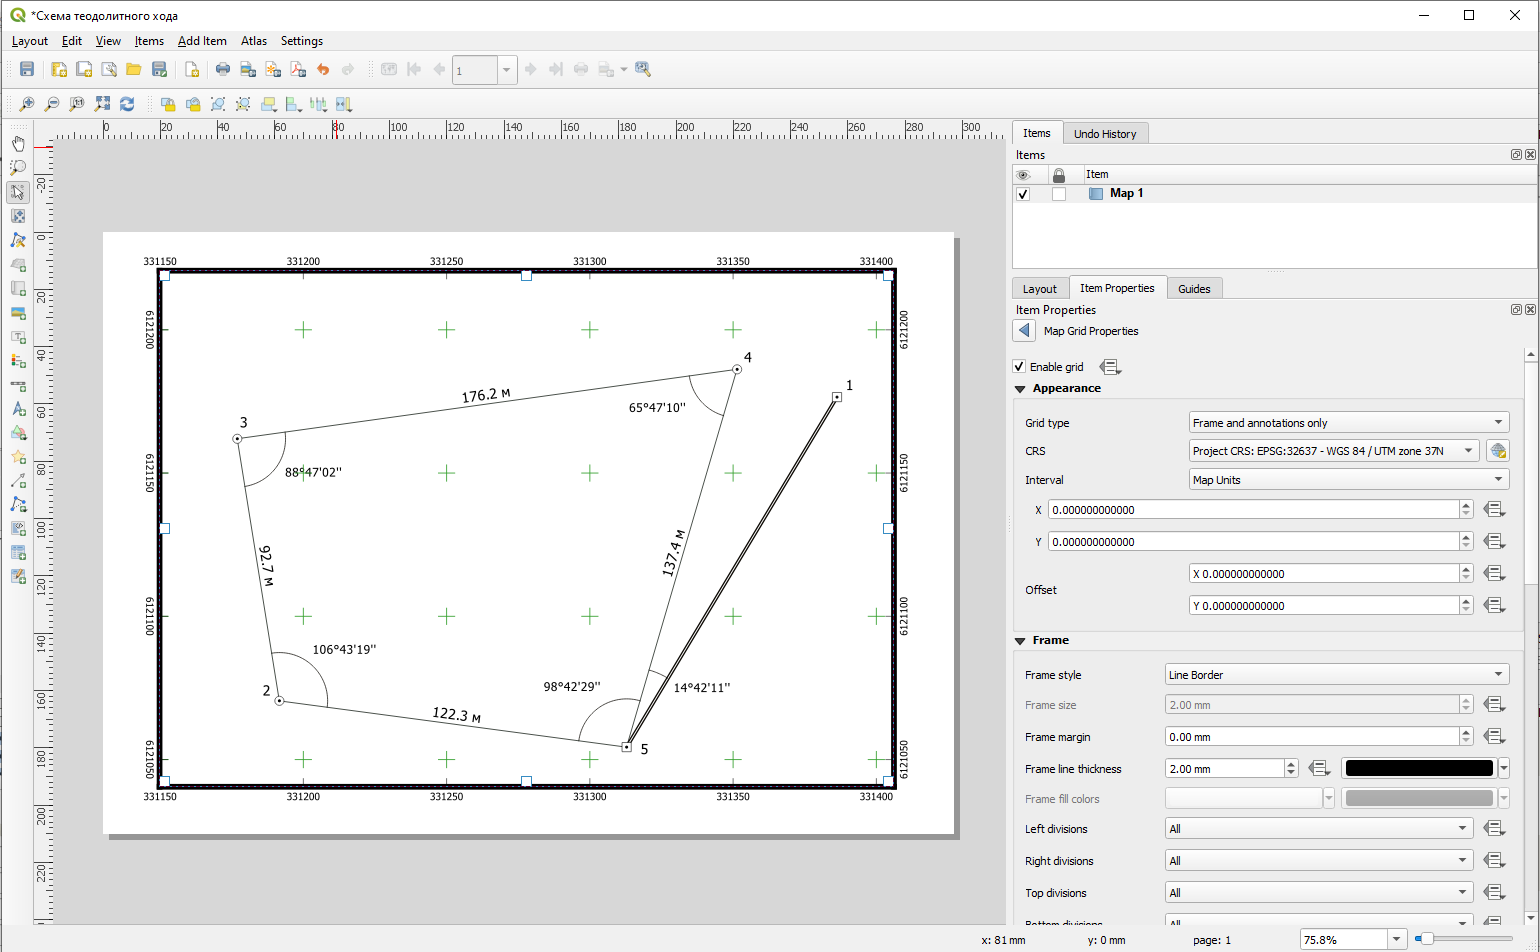 *Схема теодолитного хода
Layout Edit View Items Add Item Atlas Settings
1
0 20 40 60 80 100 120 140 160 180 200 220 240 260 280 300
-20
0
20
40
60
80
100
120
140
160
180
200
220
331150 331200 331250 331300 331350 331400
6121200
6121150
6121100
6121050
6121200
6121150
6121100
6121050
4
176.2 м
1
65°47'10''
3
88°47'02''
137.4 м
92.7 м
106°43'19''
2
98°42'29''
14°42'11''
122.3 м
5
331150 331200 331250 331300 331350 331400
Items Undo History
Items
Item
Map 1
Layout Item Properties Guides
Item Properties
Map Grid Properties
Enable grid
Appearance
Grid type Frame and annotations only
CRS Project CRS: EPSG:32637 - WGS 84 / UTM zone 37N
Interval Map Units
X 0.000000000000
Y 0.000000000000
Offset X 0.000000000000
Y 0.000000000000
Frame
Frame style Line Border
Frame size 2.00 mm
Frame margin 0.00 mm
Frame line thickness 2.00 mm
Frame fill colors
Left divisions All
Right divisions All
Top divisions All
Bottom divisions All
x: 81 mm y: 0 mm page: 1 75.8%